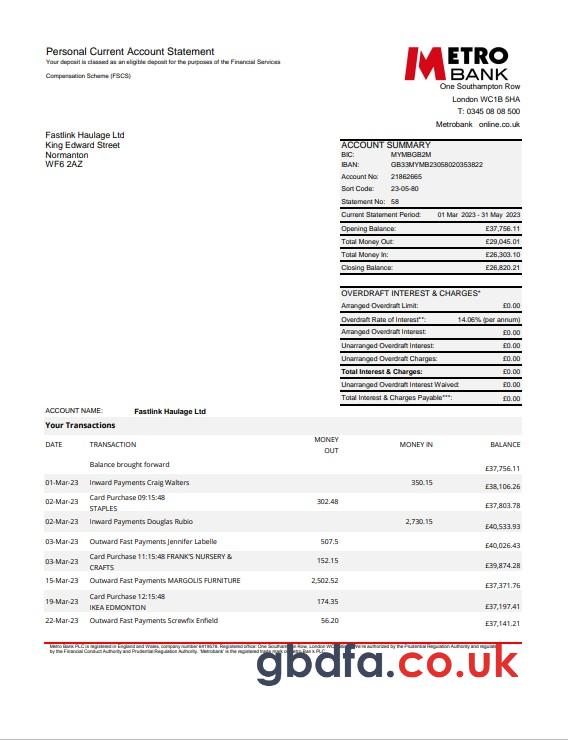 Personal Current Account Statement
Your deposit is classed as an eligible deposit for the purposes of the Financial Services
Compensation Scheme (FSCS)
METRO
BANK
One Southampton Row
London WC1B 5HA
T: 0345 08 08 500
Metrobank online.co.uk
Fastlink Haulage Ltd
King Edward Street
Normanton
WF6 2AZ
ACCOUNT SUMMARY
BIC: MYMBGB2M
IBAN: GB33MYMB23058020353822
Account No: 21862665
Sort Code: 23-05-80
Statement No: 58
Current Statement Period: 01 Mar 2023 - 31 May 2023
Opening Balance: £37,756.11
Total Money Out: £29,045.01
Total Money In: £26,303.10
Closing Balance: £26,820.21
OVERDRAFT INTEREST & CHARGES*
Arranged Overdraft Limit: £0.00
Overdraft Rate of Interest**: 14.06% (per annum)
Arranged Overdraft Interest: £0.00
Unarranged Overdraft Interest: £0.00
Unarranged Overdraft Charges: £0.00
Total Interest & Charges: £0.00
Unarranged Overdraft Interest Waived: £0.00
Total Interest & Charges Payable***: £0.00
ACCOUNT NAME: Fastlink Haulage Ltd
Your Transactions
DATE TRANSACTION MONEY OUT MONEY IN BALANCE
Balance brought forward £37,756.11
01-Mar-23 Inward Payments Craig Walters 350.15 £38,106.26
02-Mar-23 Card Purchase 09:15:48 302.48 £37,803.78
STAPLES
02-Mar-23 Inward Payments Douglas Rubio 2,730.15 £40,533.93
03-Mar-23 Outward Fast Payments Jennifer Labelle 507.5 £40,026.43
03-Mar-23 Card Purchase 11:15:48 FRANK'S NURSERY & 152.15 £39,874.28
CRAFTS
15-Mar-23 Outward Fast Payments MARGOLIS FURNITURE 2,502.52 £37,371.76
19-Mar-23 Card Purchase 12:15:48 174.35 £37,197.41
IKEA EDMONTON
22-Mar-23 Outward Fast Payments Screwfix Enfield 56.20 £37,141.21
Metro Bank PLC is registered in England and Wales, company number 6419578. Registered office: One Southampton Row, London authorized by the Prudential Regulation Authority and
by the Financial Conduct Authority and Prudential Regulation Authority. 'Metrobank' is the registered trade mark of Metro Bank PLC.
gbdfa.co.uk